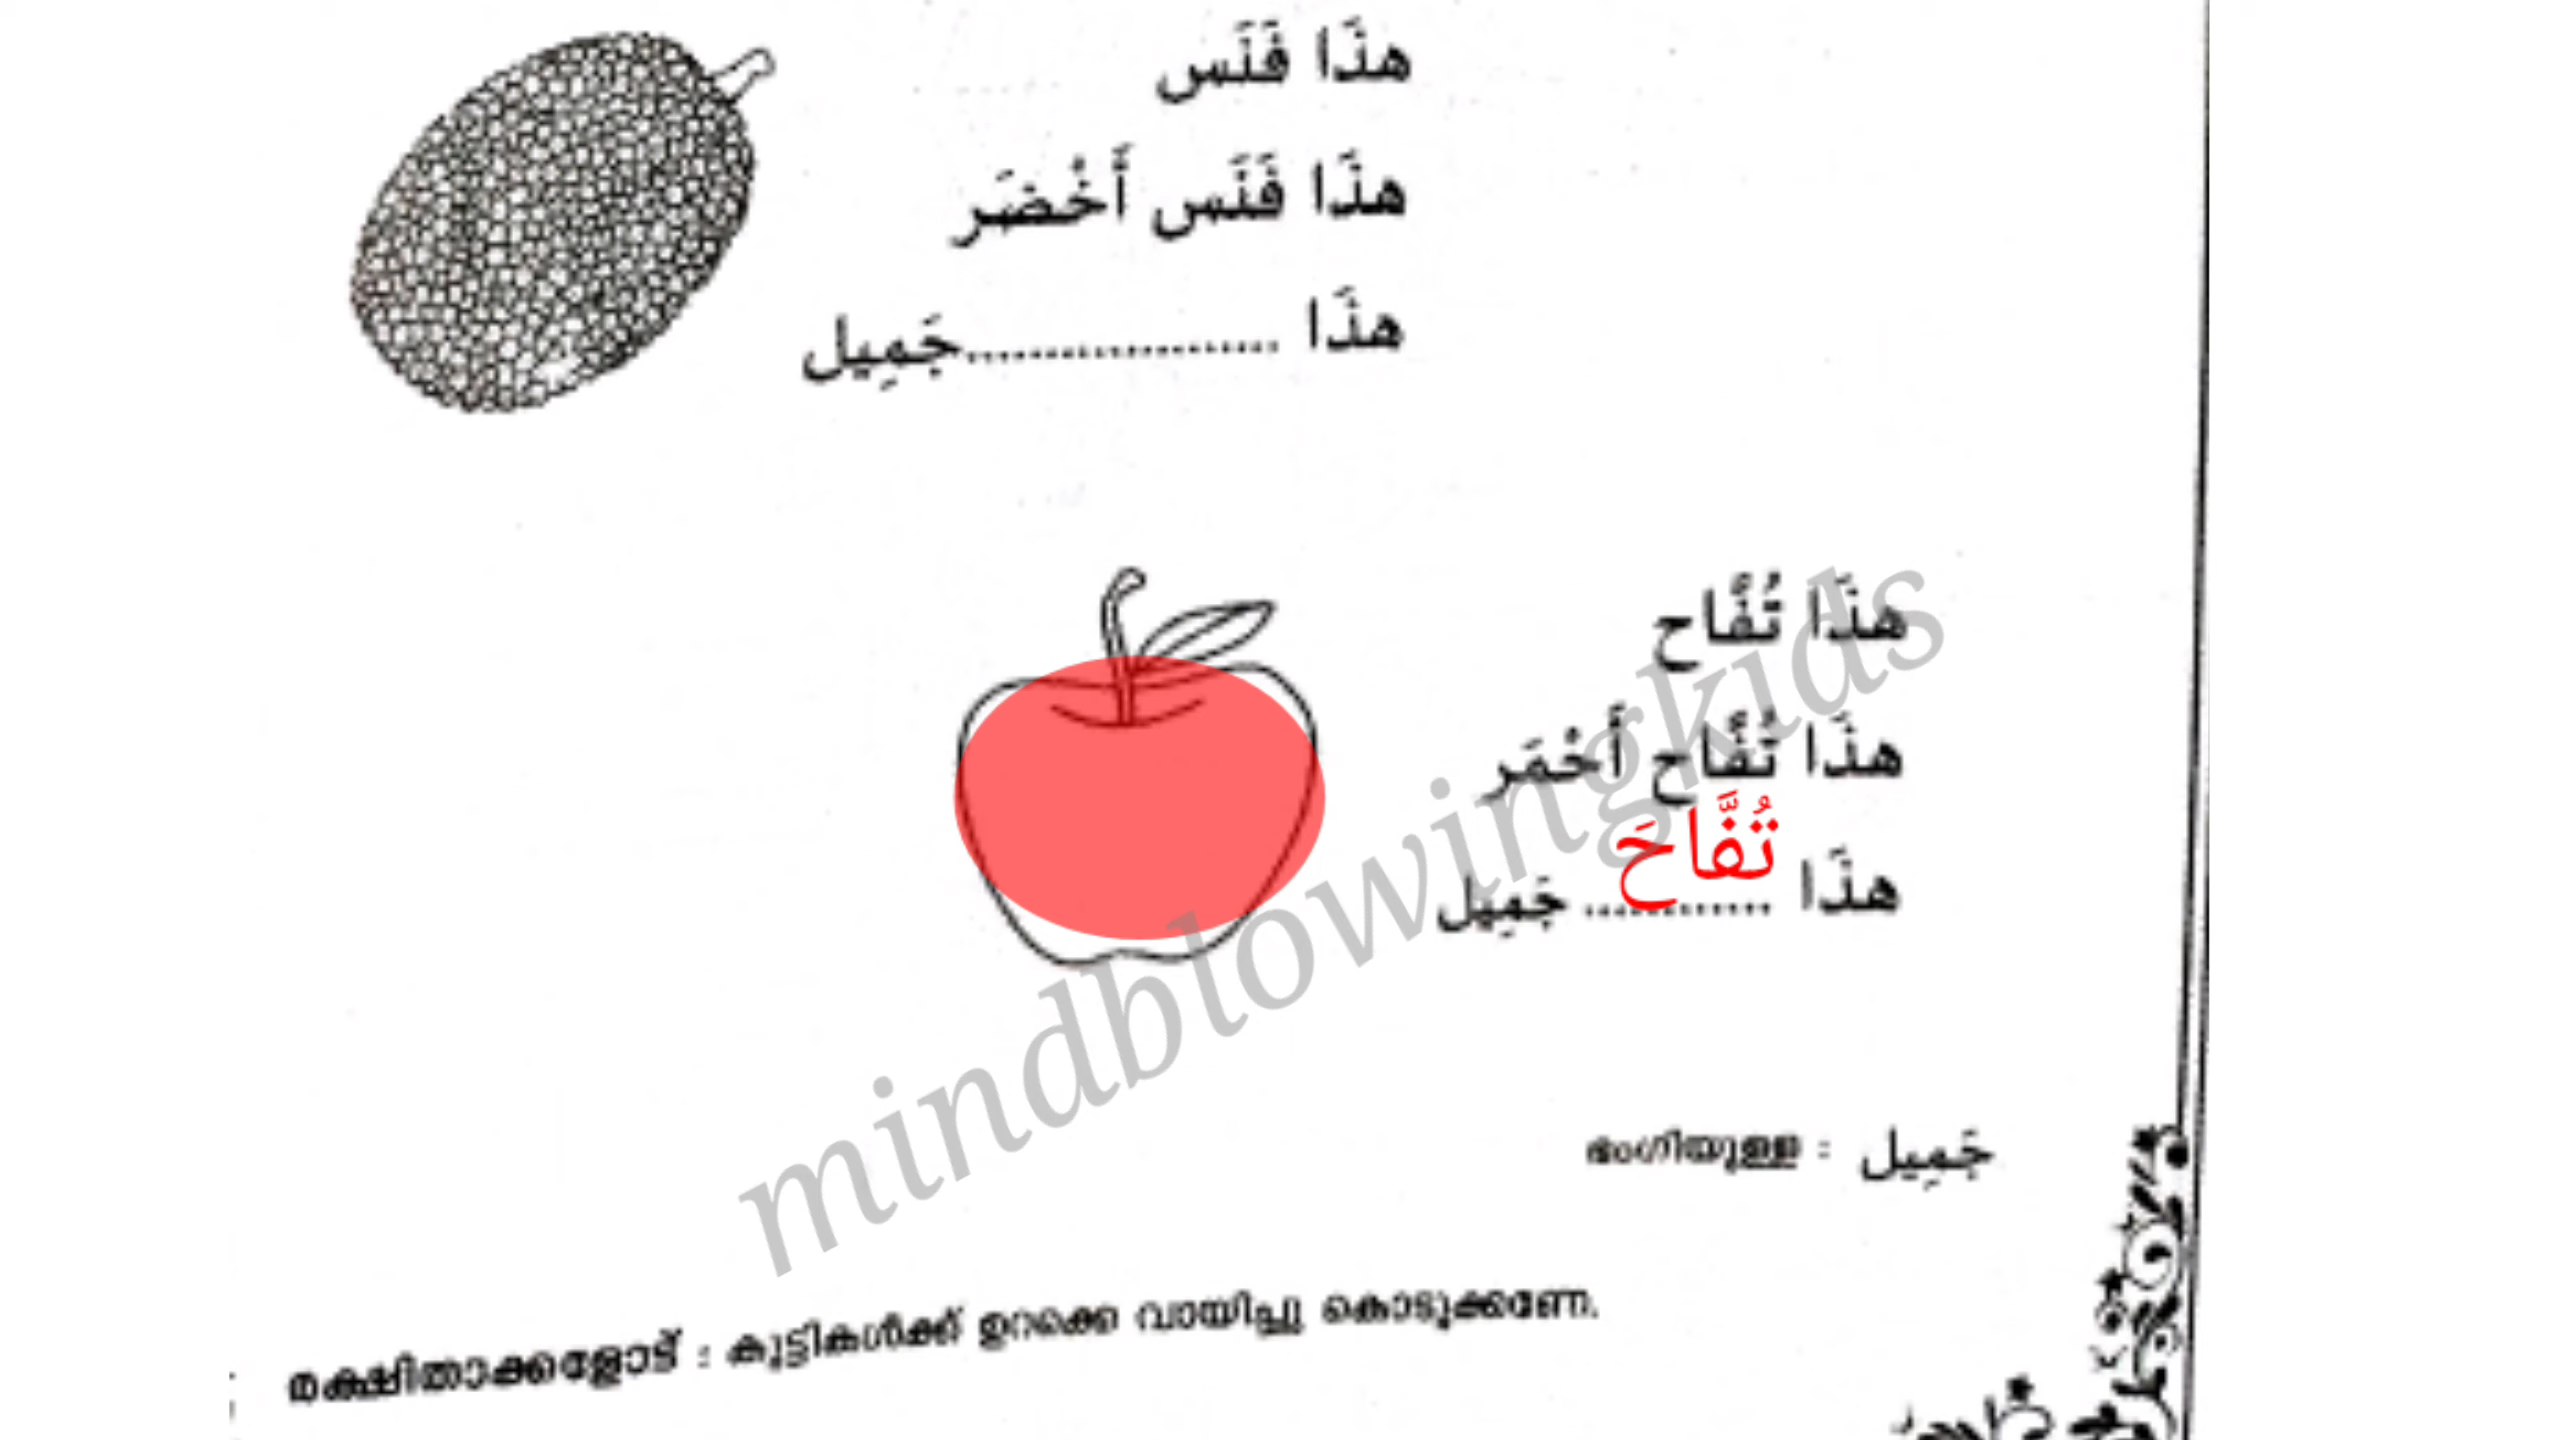 هذَا فَنَس
هذَا فَنَس أَخْضَر
هذَا ....................جَمِيل
هذَا تُفَّاح
هذَا تُفَّاح أَحْمَر
هذَا تُفَّاحَ ............ جَمِيل
mindblowingkids
جَمِيل : ഭംഗിയുള്ള
രക്ഷിതാക്കളോട് : കുട്ടികൾക്ക് ഉറക്കെ വായിച്ചു കൊടുക്കണേ.